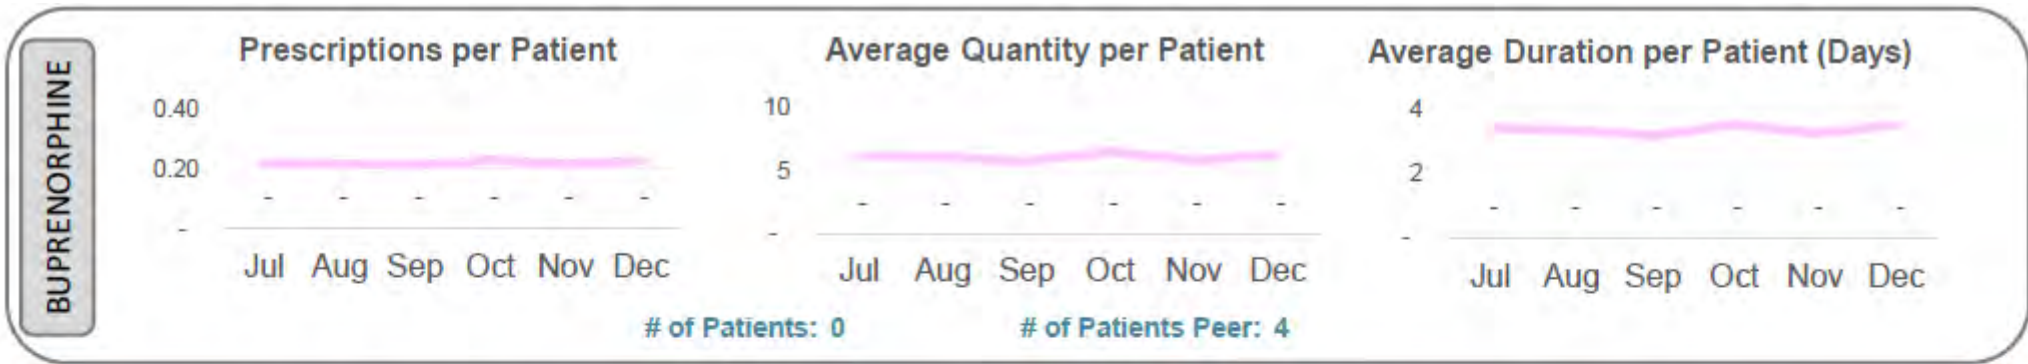 BUPRENORPHINE
Prescriptions per Patient
0.40
0.20
-
- - - - - -
Jul Aug Sep Oct Nov Dec
Average Quantity per Patient
10
5
-
- - - - - -
Jul Aug Sep Oct Nov Dec
Average Duration per Patient (Days)
4
2
-
- - - - - -
Jul Aug Sep Oct Nov Dec
# of Patients: 0
# of Patients Peer: 4